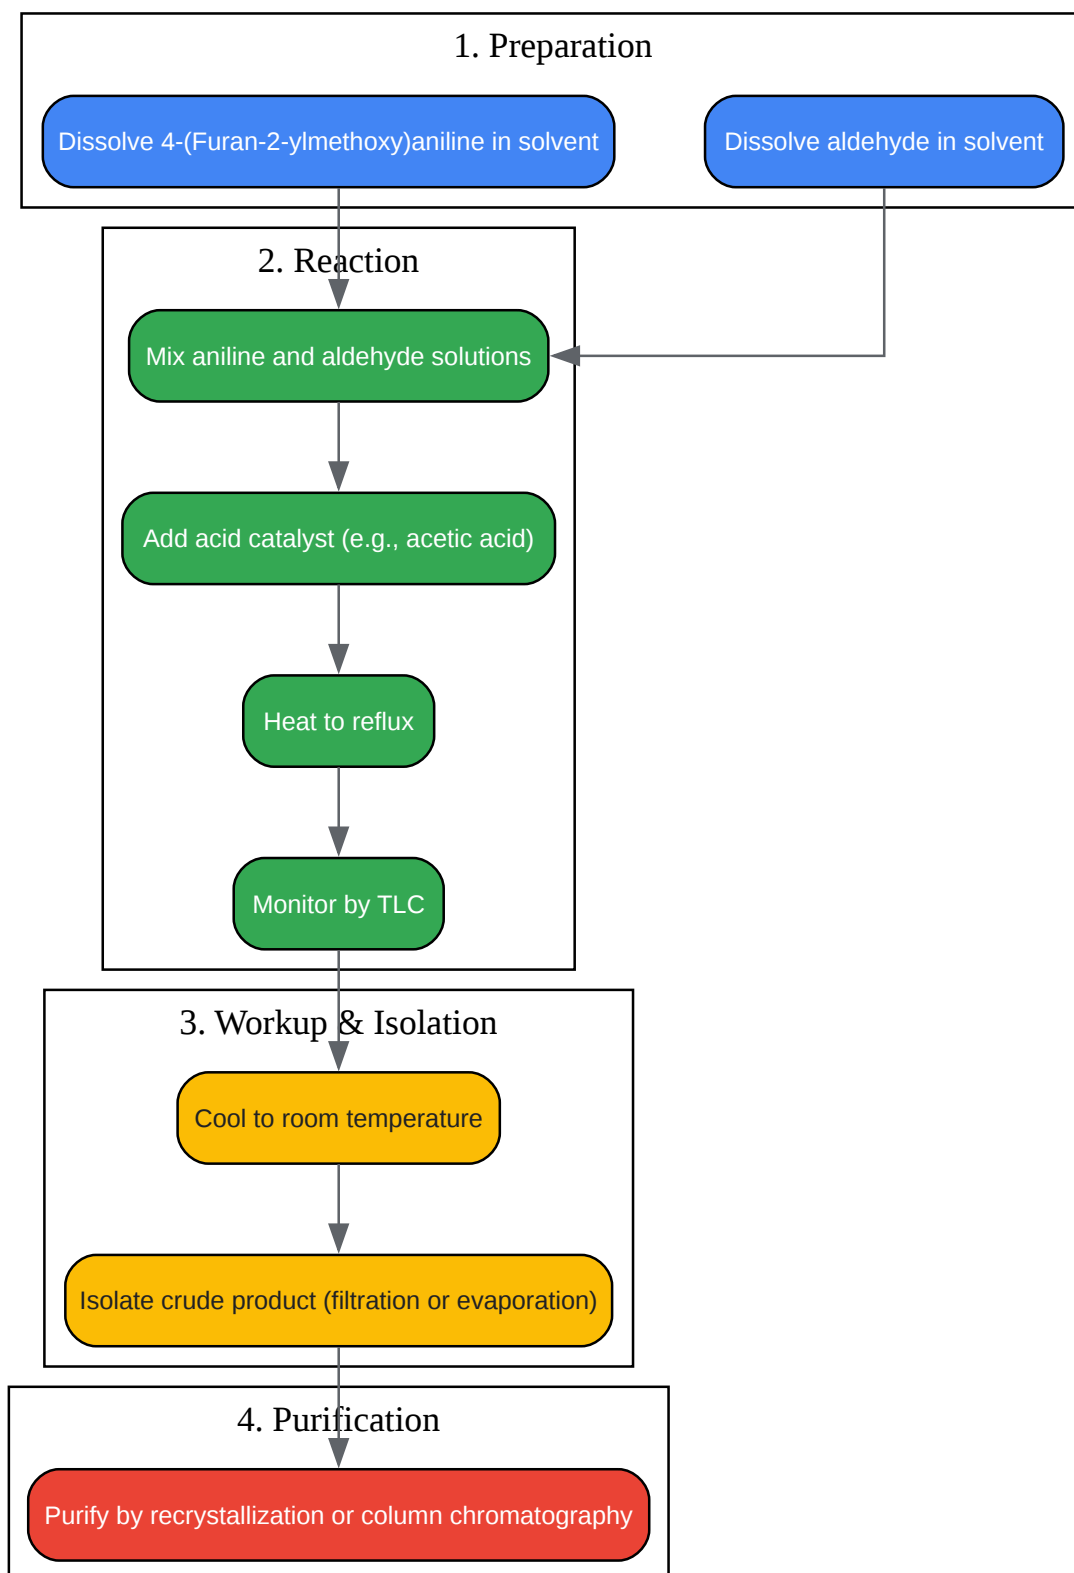 1. Preparation
Dissolve 4-(Furan-2-ylmethoxy)aniline in solvent
Dissolve aldehyde in solvent
2. Reaction
Mix aniline and aldehyde solutions
Add acid catalyst (e.g., acetic acid)
Heat to reflux
Monitor by TLC
3. Workup & Isolation
Cool to room temperature
Isolate crude product (filtration or evaporation)
4. Purification
Purify by recrystallization or column chromatography